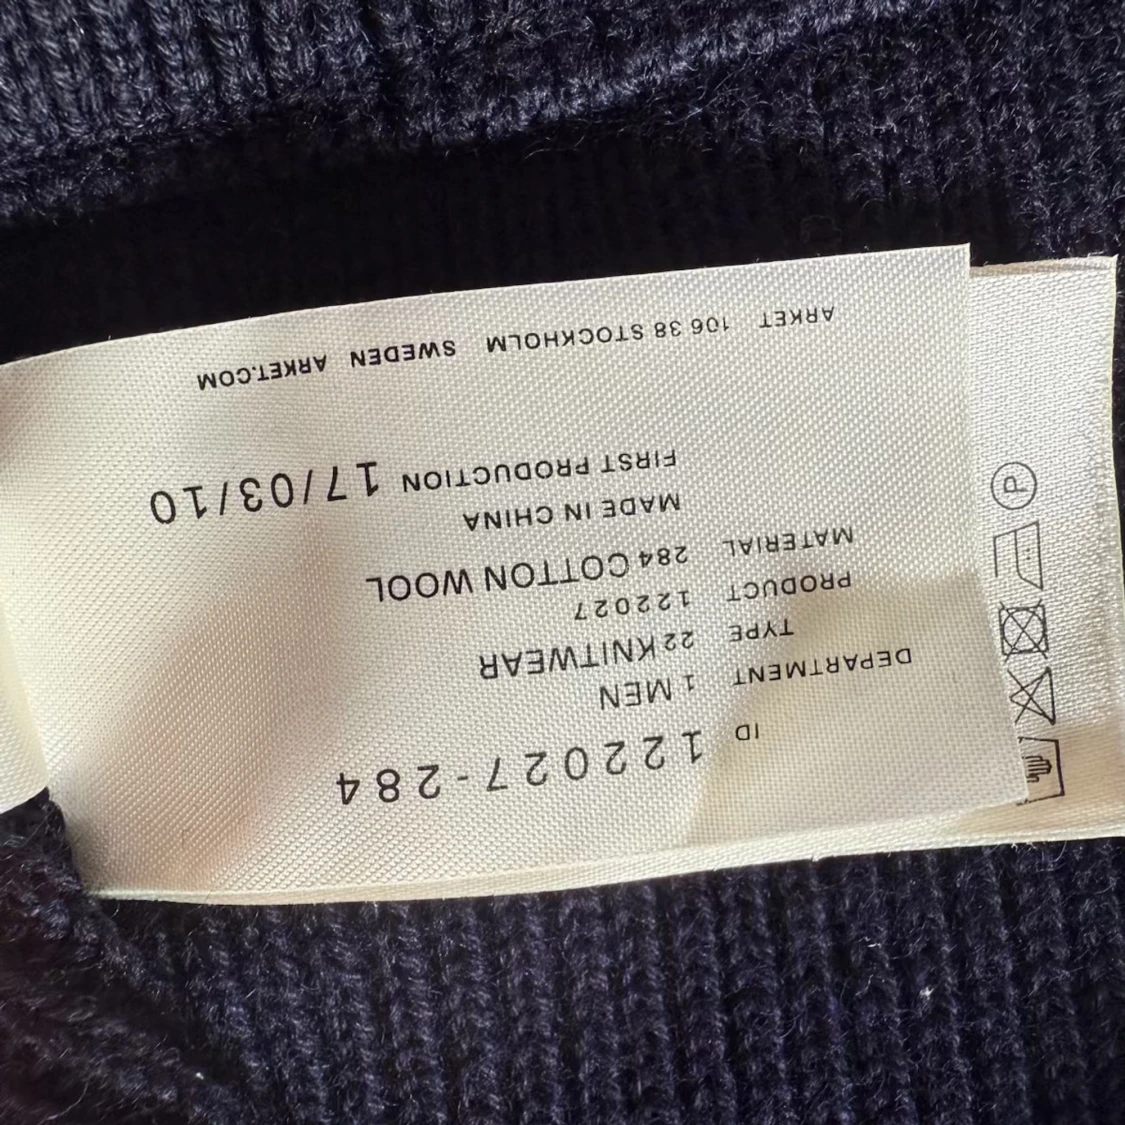 ID 122027-284
DEPARTMENT 1 MEN
TYPE 22 KNITWEAR
PRODUCT 122027
MATERIAL 284 COTTON WOOL
MADE IN CHINA
FIRST PRODUCTION 17/03/10
ARKET 106 38 STOCKHOLM SWEDEN ARKET.COM
P